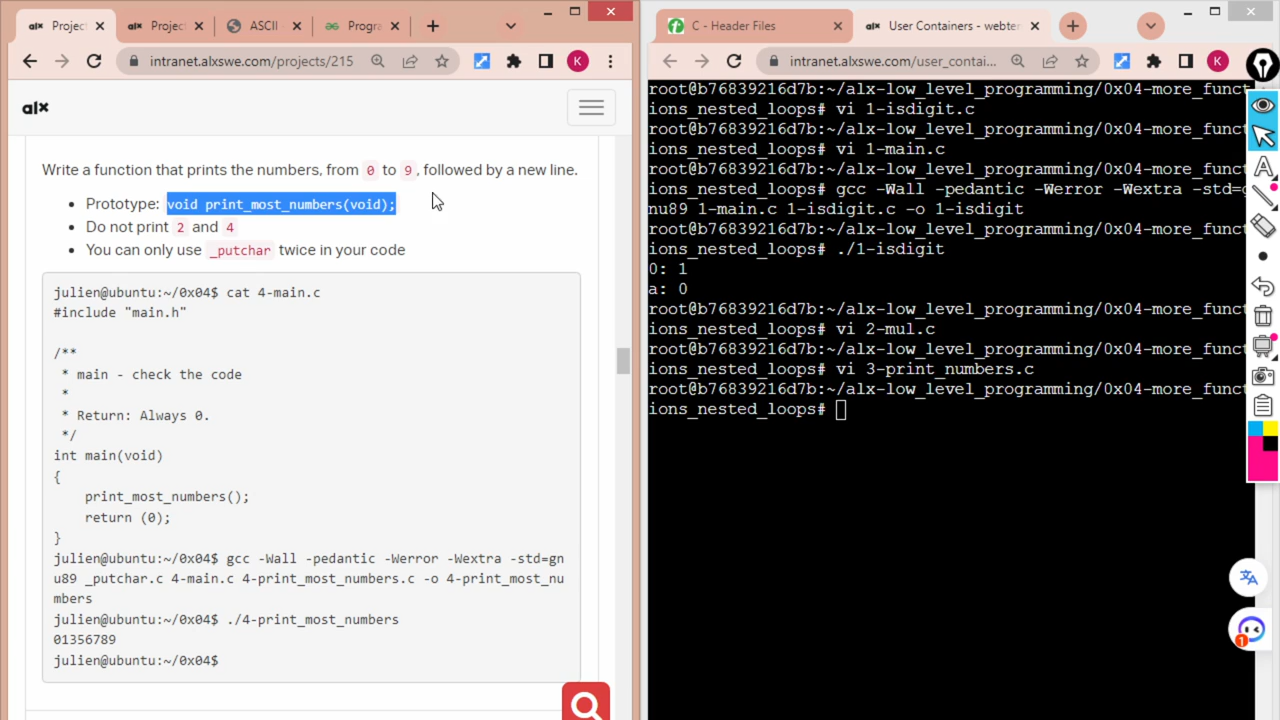 Projec
Projec
ASCII
Progra
intranet.alxswe.com/projects/215
K
alx
Write a function that prints the numbers, from 0 to 9, followed by a new line.
Prototype: void print_most_numbers(void);
Do not print 2 and 4
You can only use _putchar twice in your code
julien@ubuntu:~/0x04$ cat 4-main.c
#include "main.h"
/**
 * main - check the code
 *
 * Return: Always 0.
 */
int main(void)
{
    print_most_numbers();
    return (0);
}
julien@ubuntu:~/0x04$ gcc -Wall -pedantic -Werror -Wextra -std=gn
u89 _putchar.c 4-main.c 4-print_most_numbers.c -o 4-print_most_nu
mbers
julien@ubuntu:~/0x04$ ./4-print_most_numbers
01356789
julien@ubuntu:~/0x04$
C - Header Files
alx User Containers - webter
intranet.alxswe.com/user_contai...
K
root@b76839216d7b:~/alx-low_level_programming/0x04-more_funct
ions_nested_loops# vi 1-isdigit.c
root@b76839216d7b:~/alx-low_level_programming/0x04-more_funct
ions_nested_loops# vi 1-main.c
root@b76839216d7b:~/alx-low_level_programming/0x04-more_funct
ions_nested_loops# gcc -Wall -pedantic -Werror -Wextra -std=g
nu89 1-main.c 1-isdigit.c -o 1-isdigit
root@b76839216d7b:~/alx-low_level_programming/0x04-more_funct
ions_nested_loops# ./1-isdigit
0: 1
a: 0
root@b76839216d7b:~/alx-low_level_programming/0x04-more_funct
ions_nested_loops# vi 2-mul.c
root@b76839216d7b:~/alx-low_level_programming/0x04-more_funct
ions_nested_loops# vi 3-print_numbers.c
root@b76839216d7b:~/alx-low_level_programming/0x04-more_funct
ions_nested_loops#
A
1